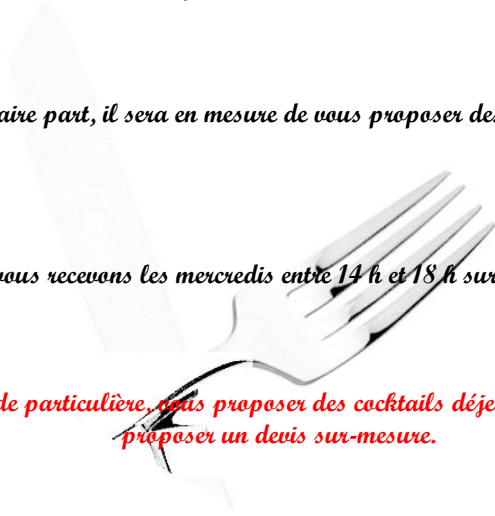 aire part, il sera en mesure de vous proposer des
vous recevons les mercredis entre 14 h et 18 h sur
de particulière, vous proposer des cocktails déje
proposer un devis sur-mesure.